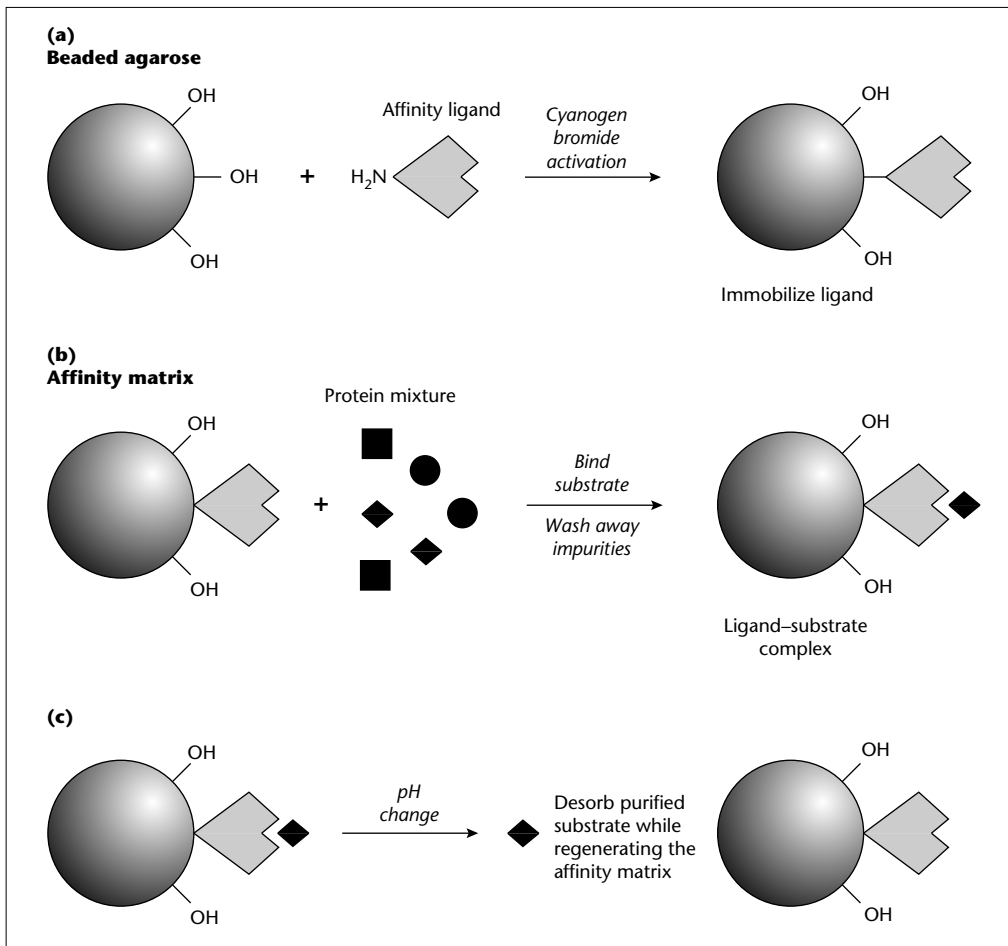 (a)
Beaded agarose
OH
OH
OH
+
H₂N
Affinity ligand
Cyanogen
bromide
activation
OH
OH
Immobilize ligand
(b)
Affinity matrix
OH
OH
+
Protein mixture
Bind
substrate
Wash away
impurities
OH
OH
Ligand–substrate
complex
(c)
OH
OH
pH
change
Desorb purified
substrate while
regenerating the
affinity matrix
OH
OH